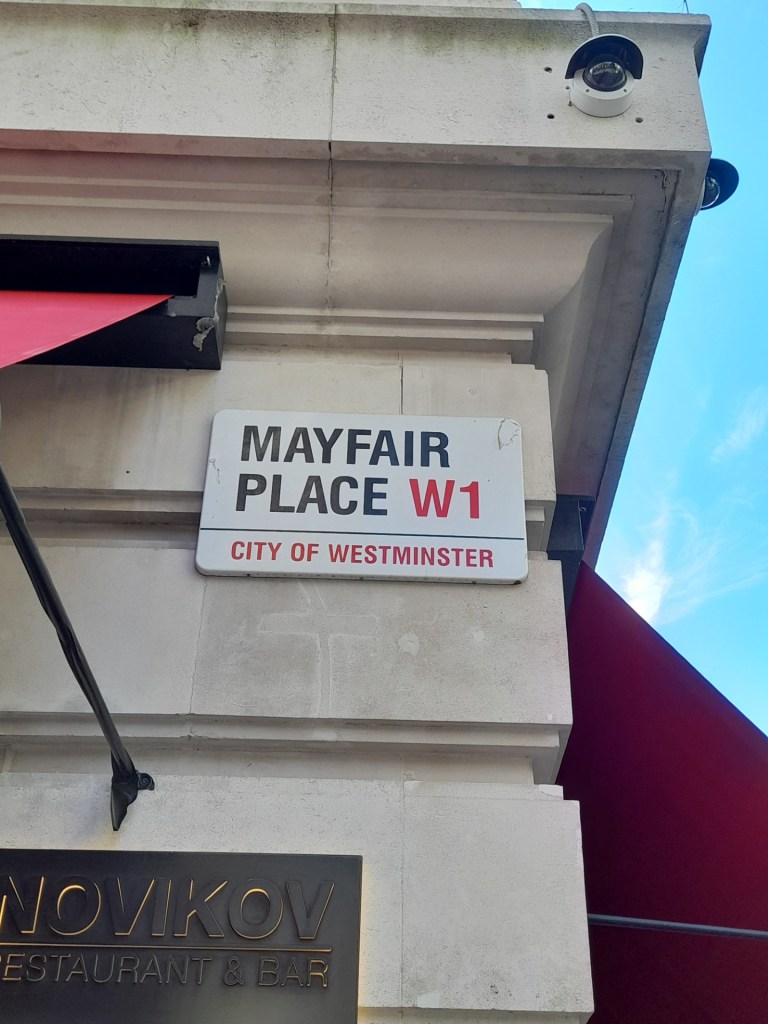 MAYFAIR
PLACE W1
CITY OF WESTMINSTER
NOVIKOV
RESTAURANT & BAR